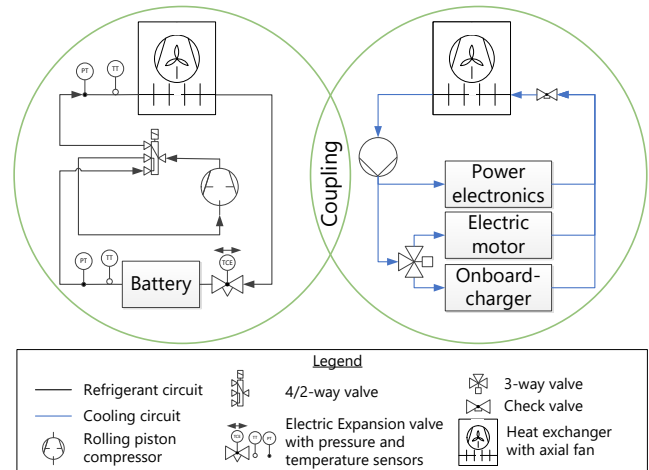 PT
TT
Coupling
Power
electronics
Electric
motor
Onboard-
charger
PT
TT
TCE
Battery
Legend
Refrigerant circuit
Cooling circuit
Rolling piston
compressor
4/2-way valve
TCE
TT
PT
Electric Expansion valve
with pressure and
temperature sensors
3-way valve
Check valve
Heat exchanger
with axial fan